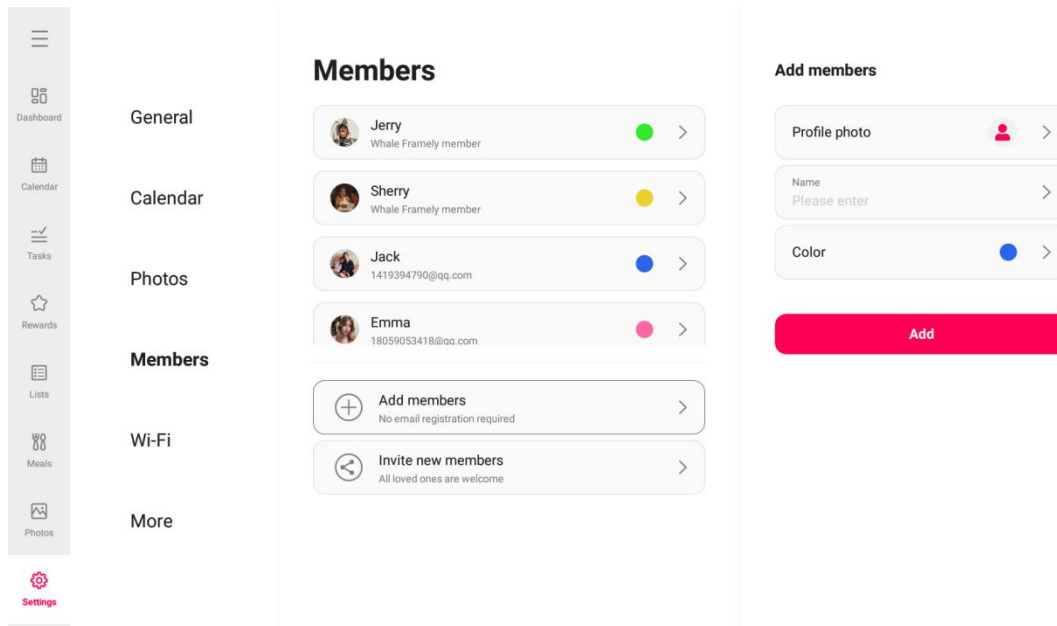 Dashboard
Calendar
Tasks
Rewards
Lists
Meals
Photos
Settings
General
Calendar
Photos
Members
Wi-Fi
More
Members
Jerry
Whale Framely member
Sherry
Whale Framely member
Jack
1419394790@qq.com
Emma
18059053418@qq.com
Add members
No email registration required
Invite new members
All loved ones are welcome
Add members
Profile photo
Name
Please enter
Color
Add